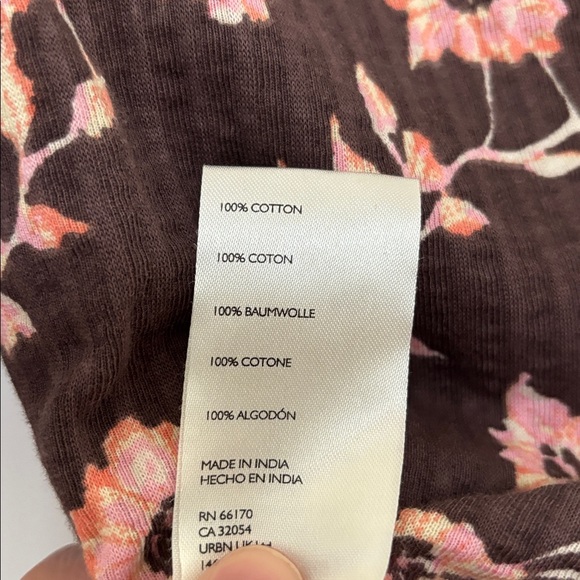 100% COTTON
100% COTON
100% BAUMWOLLE
100% COTONE
100% ALGODÓN
MADE IN INDIA
HECHO EN INDIA
RN 66170
CA 32054
URBN